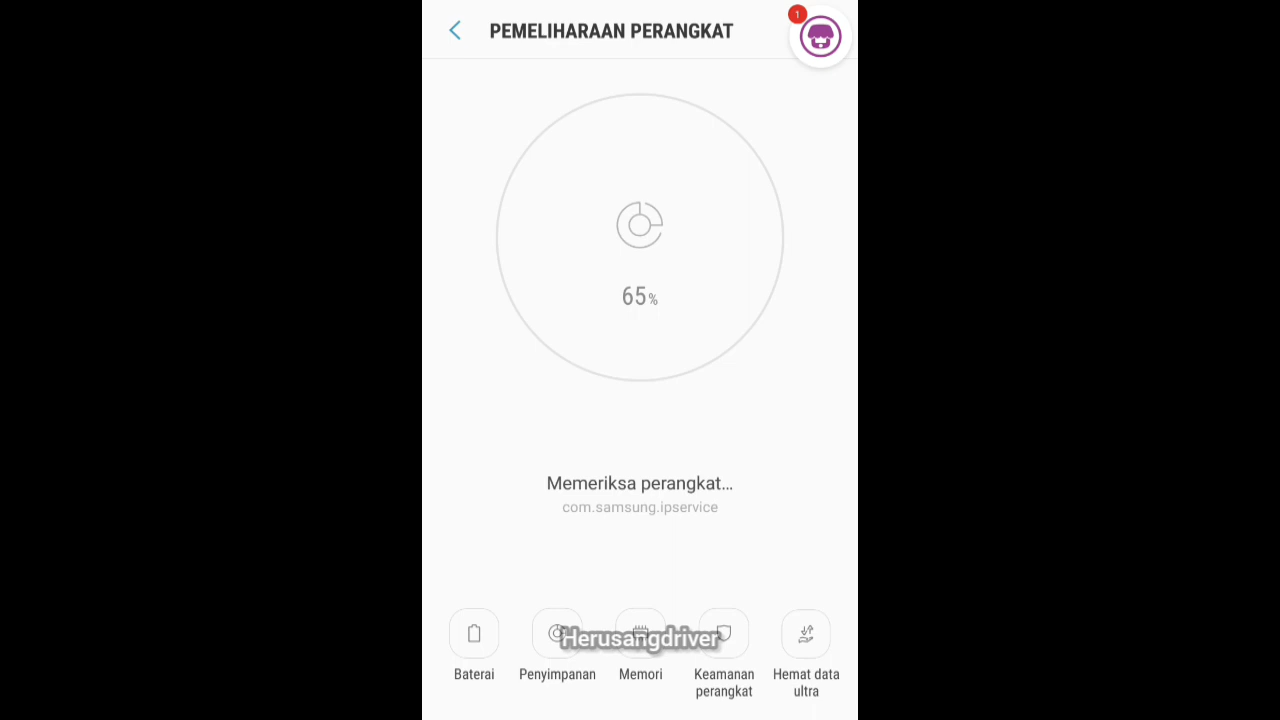 PEMELIHARAAN PERANGKAT
1
65%
Memeriksa perangkat...
com.samsung.ipservice
Herusangdriver
Baterai
Penyimpanan
Memori
Keamanan
perangkat
Hemat data
ultra